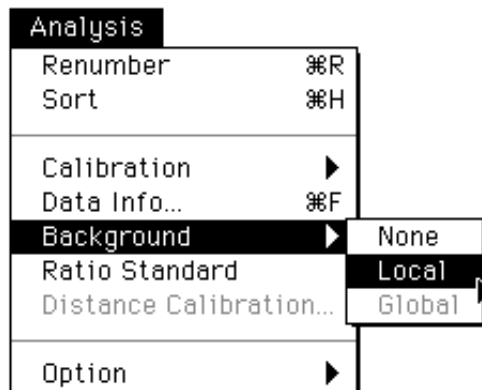 Analysis
Renumber ⌘R
Sort ⌘H
Calibration
Data Info... ⌘F
Background
None
Ratio Standard
Local
Distance Calibration...
Global
Option